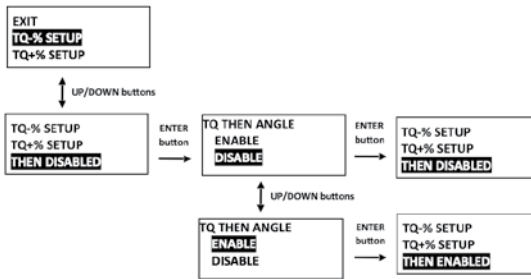 EXIT
TQ-% SETUP
TQ+% SETUP
UP/DOWN buttons
TQ-% SETUP
TQ+% SETUP
THEN DISABLED
ENTER
button
TQ THEN ANGLE
ENABLE
DISABLE
ENTER
button
TQ-% SETUP
TQ+% SETUP
THEN DISABLED
UP/DOWN buttons
TQ THEN ANGLE
ENABLE
DISABLE
ENTER
button
TQ-% SETUP
TQ+% SETUP
THEN ENABLED